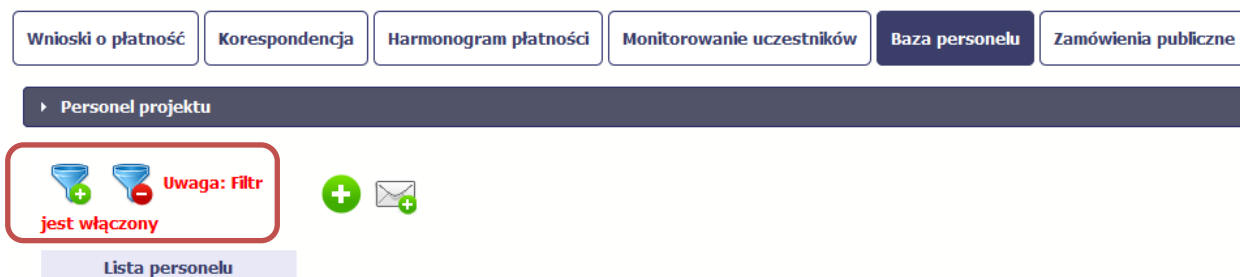 Wnioski o płatność
Korespondencja
Harmonogram płatności
Monitorowanie uczestników
Baza personelu
Zamówienia publiczne
Personel projektu
Uwaga: Filtr
jest włączony
Lista personelu